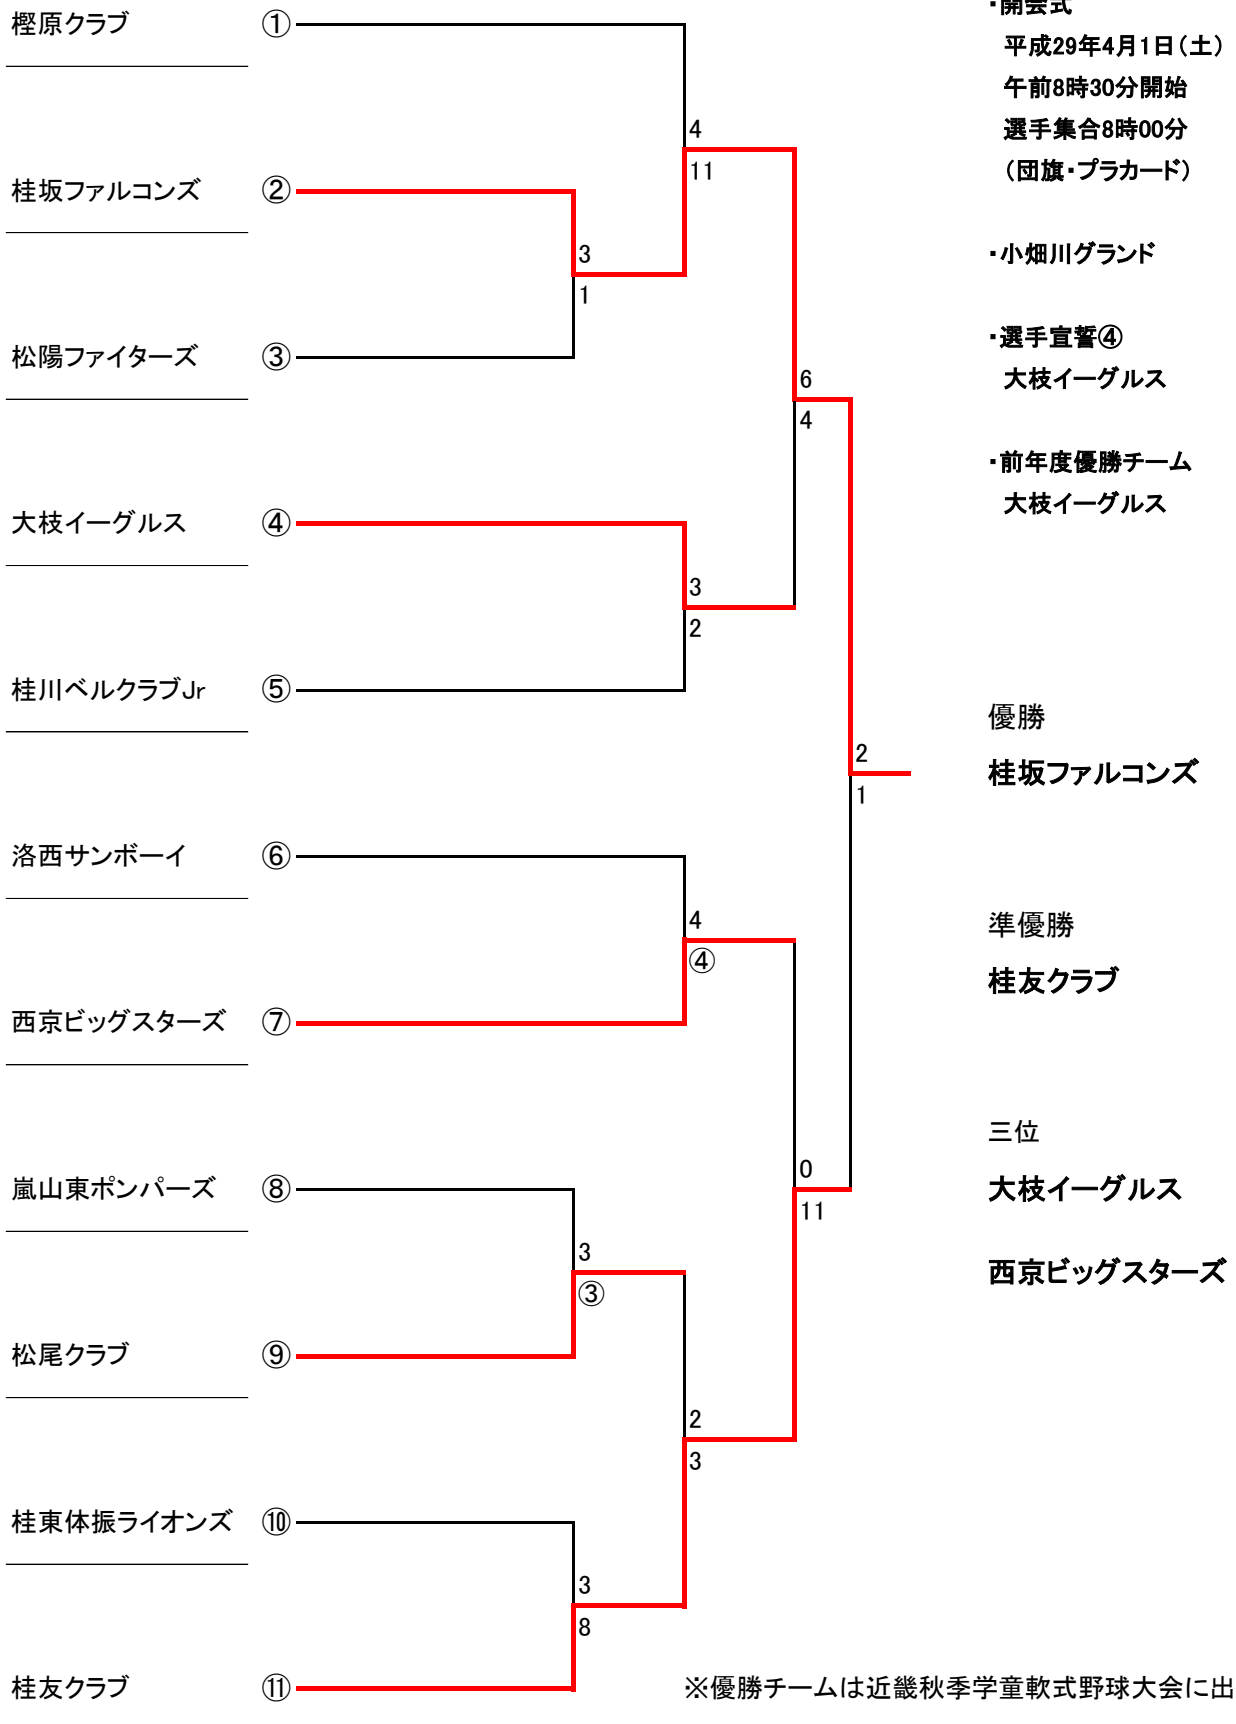 樫原クラブ ①
桂坂ファルコンズ ②
松陽ファイターズ ③
大枝イーグルス ④
桂川ベルクラブJr ⑤
洛西サンボーイ ⑥
西京ビッグスターズ ⑦
嵐山東ポンパーズ ⑧
松尾クラブ ⑨
桂東体振ライオンズ ⑩
桂友クラブ ⑪
4
11
3
1
6
4
3
2
2
1
4
④
0
11
3
③
2
3
3
8
・開会式
平成29年4月1日(土)
午前8時30分開始
選手集合8時00分
(団旗・プラカード)
・小畑川グランド
・選手宣誓④
大枝イーグルス
・前年度優勝チーム
大枝イーグルス
優勝
桂坂ファルコンズ
準優勝
桂友クラブ
三位
大枝イーグルス
西京ビッグスターズ
※優勝チームは近畿秋季学童軟式野球大会に出